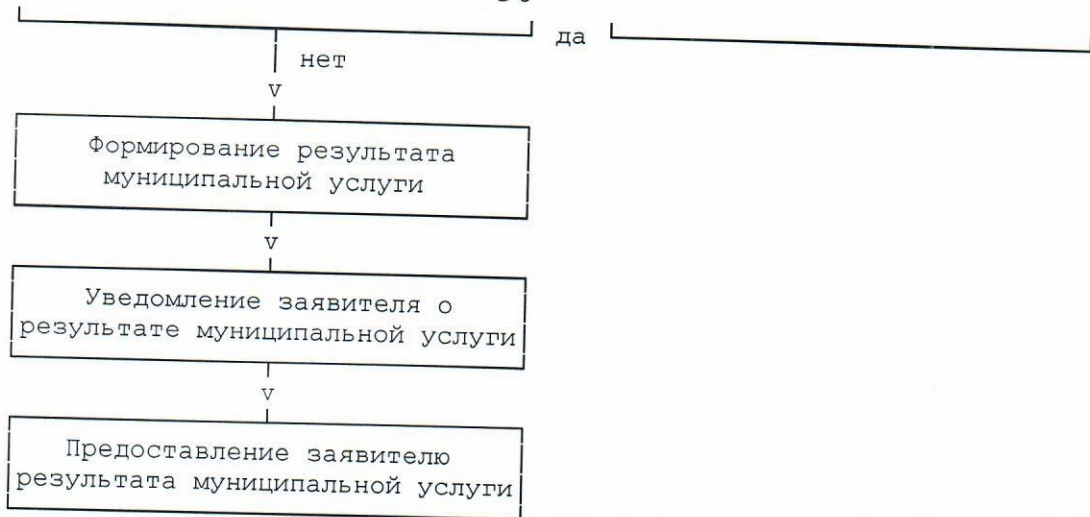 да
нет
v
Формирование результата
муниципальной услуги
v
Уведомление заявителя о
результате муниципальной услуги
v
Предоставление заявителю
результата муниципальной услуги